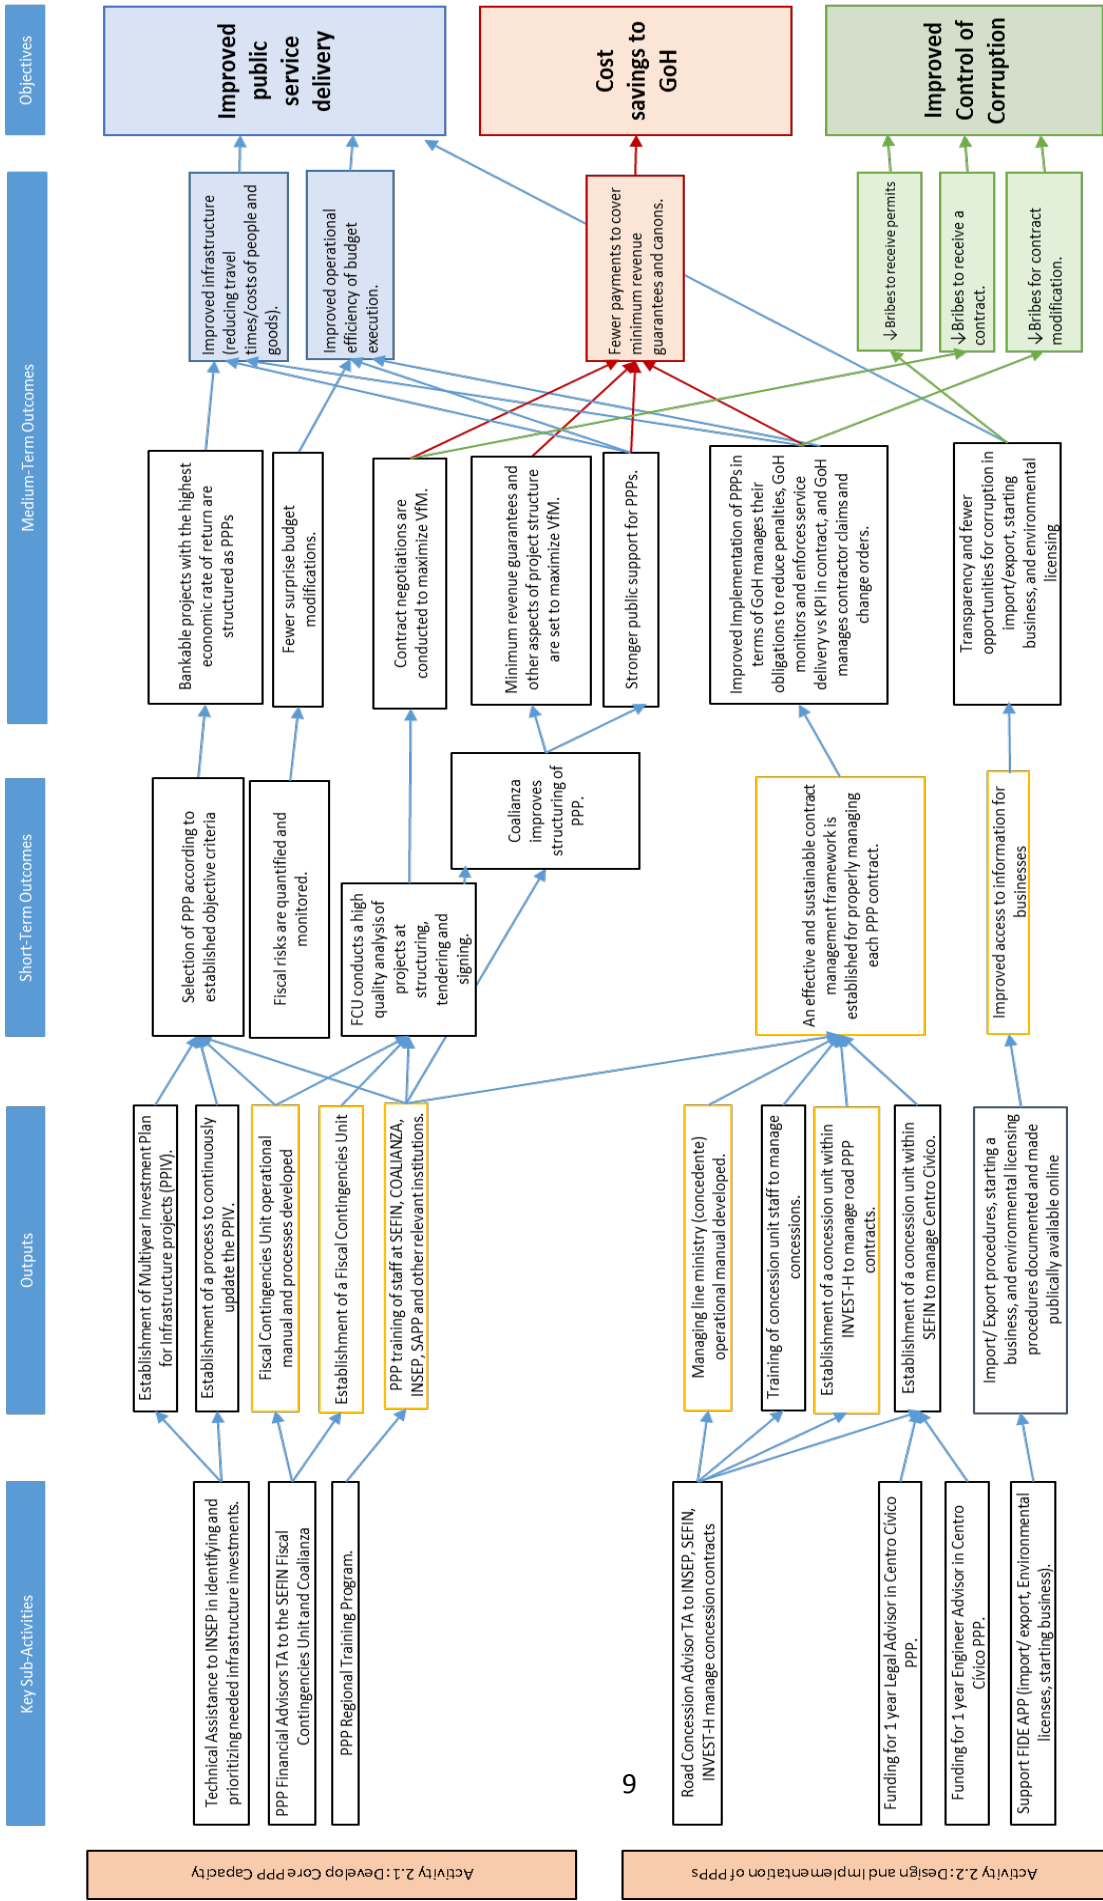 Key Sub-Activities
Outputs
Short-Term Outcomes
Medium-Term Outcomes
Objectives
Activity 2.1: Develop Core PPP Capacity
Technical Assistance to INSEP in identifying and
prioritizing needed infrastructure investments.
PPP Financial Advisors TA to the SEFIN Fiscal
Contingencies Unit and Coalianza
PPP Regional Training Program.
Activity 2.2: Design and Implementation of PPPs
Road Concession Advisor TA to INSEP, SEFIN,
INVEST-H manage concession contracts
Funding for 1 year Legal Advisor in Centro Cívico
PPP.
Funding for 1 year Engineer Advisor in Centro
Cívico PPP.
Support FIDE APP (import/ export, Environmental
licenses, starting business).
Establishment of Multiyear Investment Plan
for Infrastructure projects (PPIV).
Establishment of a process to continuously
update the PPIV.
Fiscal Contingencies Unit operational
manual and processes developed
Establishment of a Fiscal Contingencies Unit
PPP training of staff at SEFIN, COALIANZA,
INSEP, SAPP and other relevant institutions.
Managing line ministry (concedente)
operational manual developed.
Training of concession unit staff to manage
concessions.
Establishment of a concession unit within
INVEST-H to manage road PPP
contracts.
Establishment of a concession unit within
SEFIN to manage Centro Civico.
Import/ Export procedures, starting a
business, and environmental licensing
procedures documented and made
publically available online
Selection of PPP according to
established objective criteria
Fiscal risks are quantified and
monitored.
FCU conducts a high
quality analysis of
projects at
structuring,
tendering and
signing.
Coalianza
improves
structuring of
PPP.
An effective and sustainable contract
management framework is
established for properly managing
each PPP contract.
Improved access to information for
businesses
Bankable projects with the highest
economic rate of return are
structured as PPPs
Fewer surprise budget
modifications.
Contract negotiations are
conducted to maximize VfM.
Minimum revenue guarantees and
other aspects of project structure
are set to maximize VfM.
Stronger public support for PPPs.
Improved Implementation of PPPs in
terms of GoH manages their
obligations to reduce penalties, GoH
monitors and enforces service
delivery vs KPI in contract, and GoH
manages contractor claims and
change orders.
Transparency and fewer
opportunities for corruption in
import/export, starting
business, and environmental
licensing
Improved infrastructure
(reducing travel
times/costs of people and
goods).
Improved operational
efficiency of budget
execution.
Fewer payments to cover
minimum revenue
guarantees and canons.
↓Bribes to receive permits
↓Bribes to receive a
contract.
↓Bribes for contract
modification.
Improved
public
service
delivery
Cost
savings to
GoH
Improved
Control of
Corruption
9